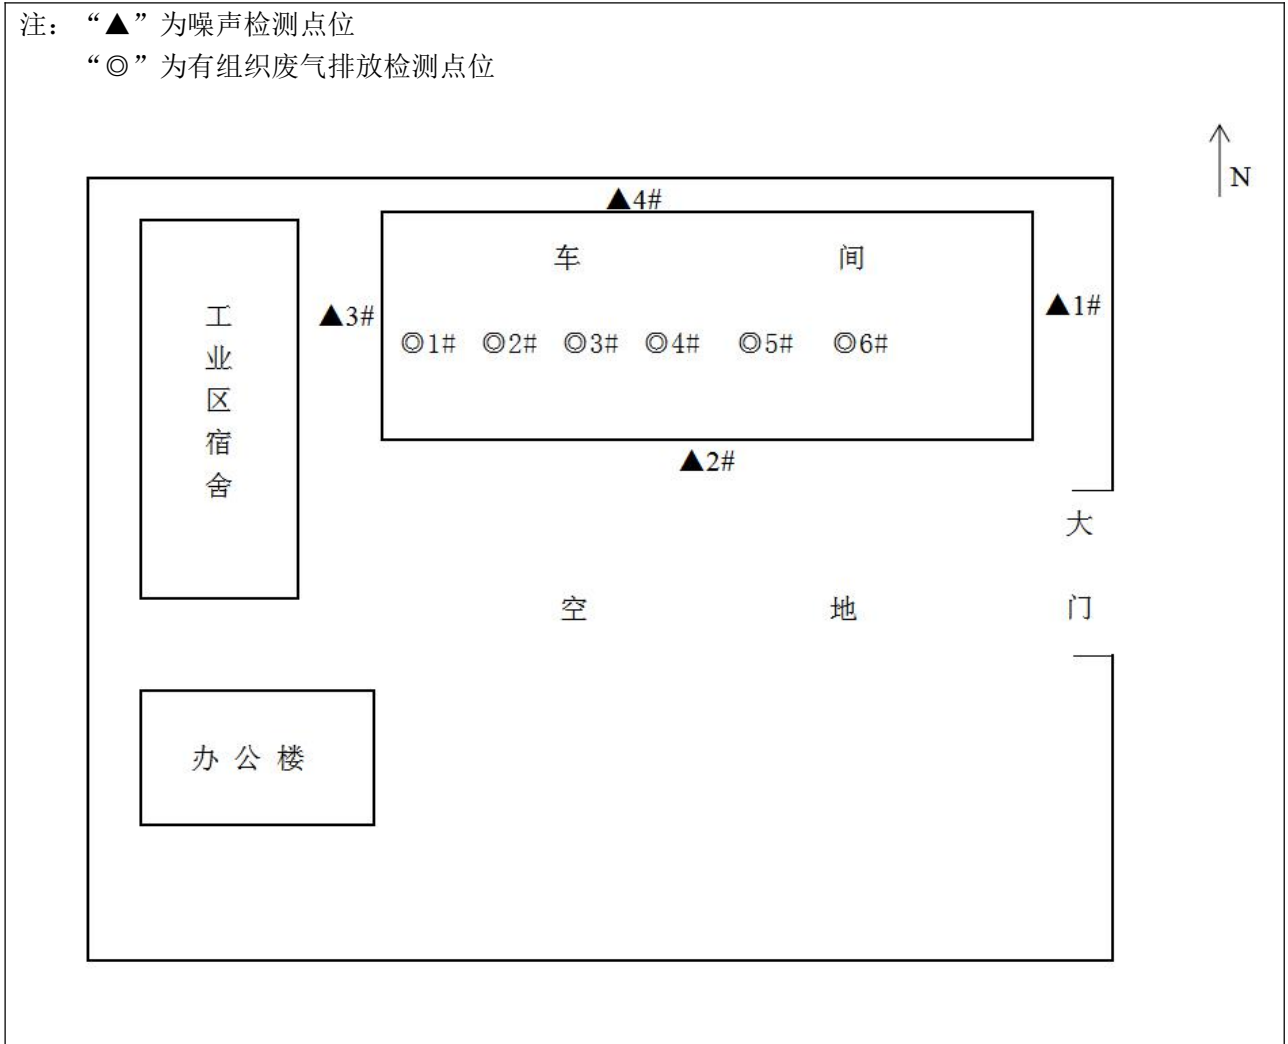 注：“▲”为噪声检测点位
“◎”为有组织废气排放检测点位
N
▲4#
车间
▲3#
▲1#
◎1# ◎2# ◎3# ◎4# ◎5# ◎6#
工业区宿舍
▲2#
大门
空地
办公楼